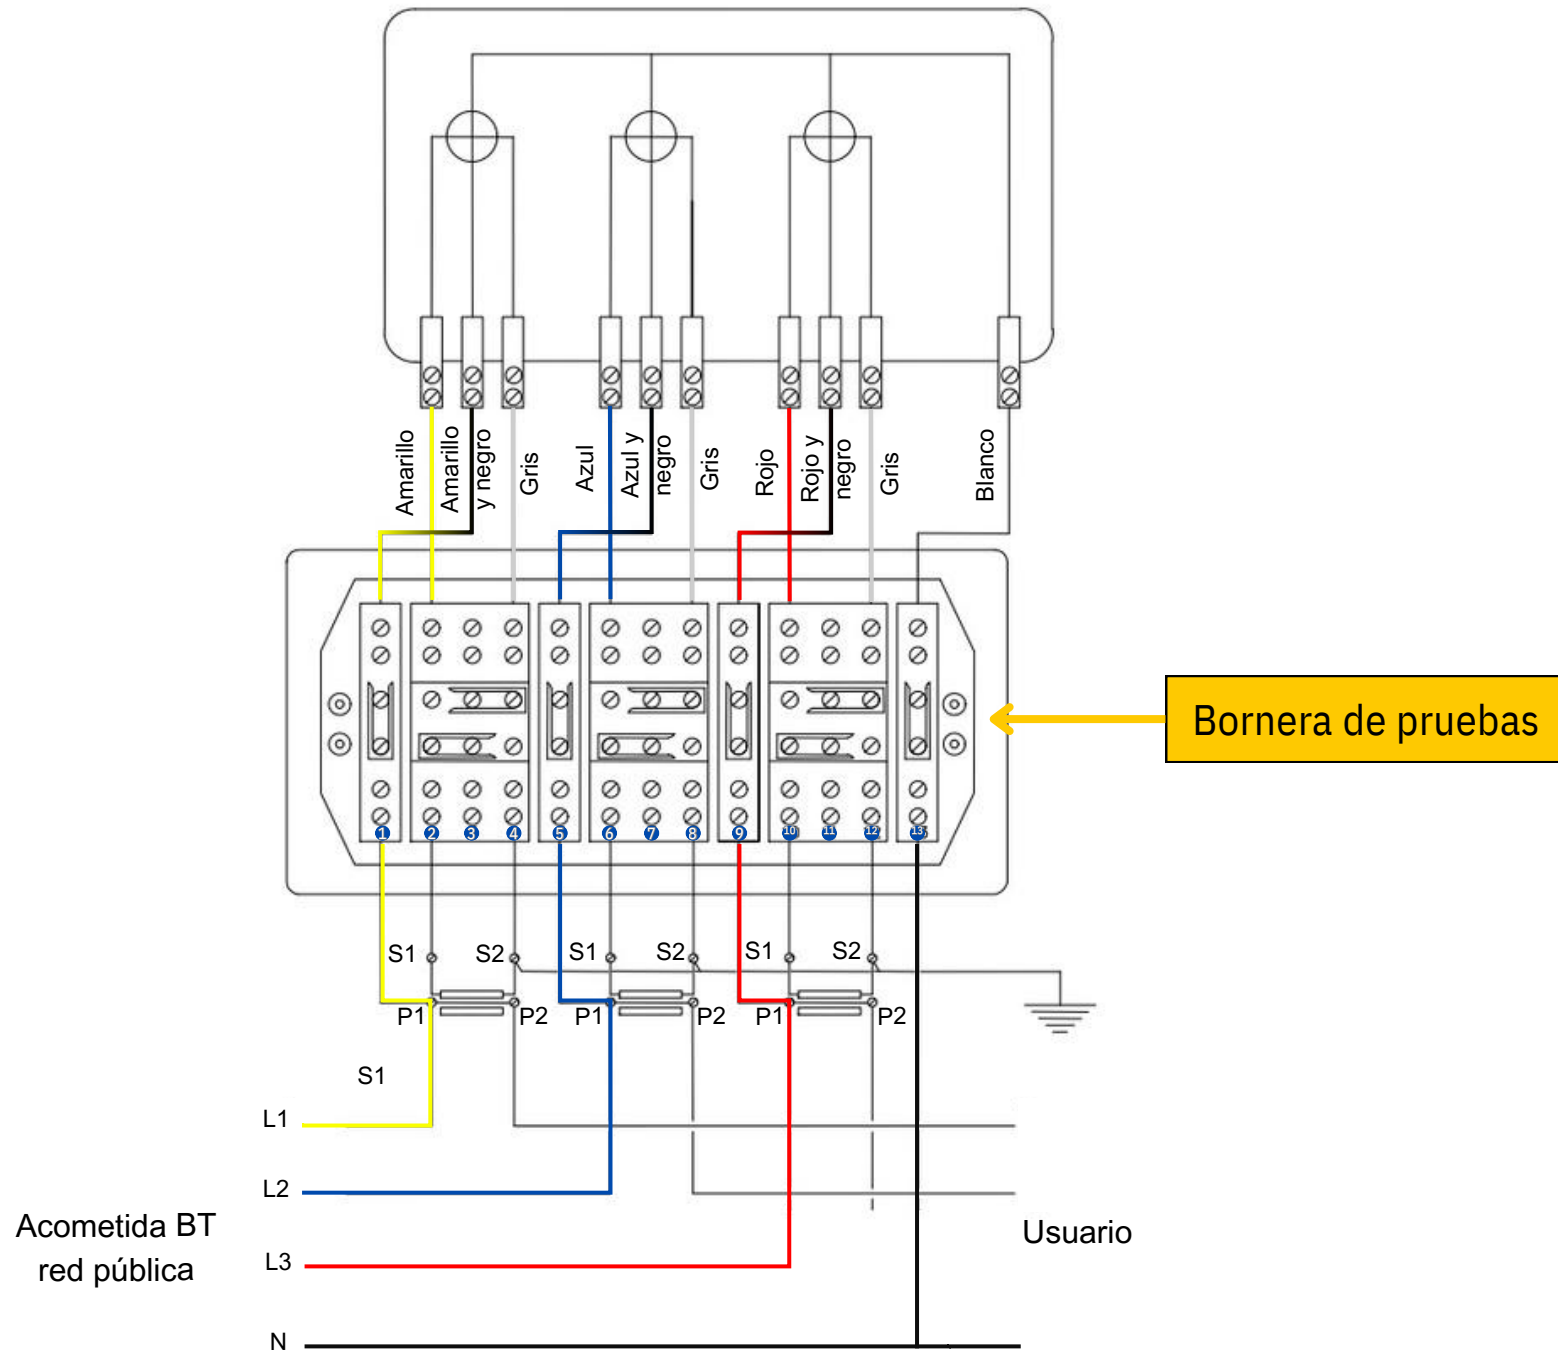 Amarillo
Amarillo
y negro
Gris
Azul
Azul y
negro
Gris
Rojo
Rojo y
negro
Gris
Blanco
Bornera de pruebas
1 2 3 4 5 6 7 8 9 10 11 12 13
S1 S2 S1 S2 S1 S2
P1 P2 P1 P2 P1 P2
S1
L1
L2
Acometida BT
red pública
Usuario
L3
N